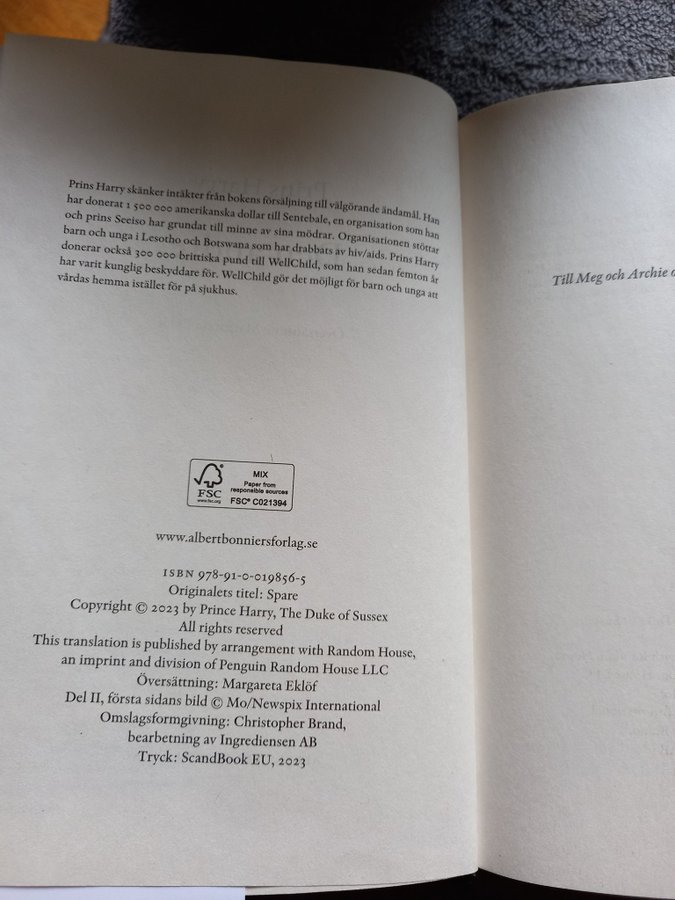 Prins Harry skänker intäkter från bokens försäljning till välgörande ändamål. Han
har donerat 1 500 000 amerikanska dollar till Sentebale, en organisation som han
och prins Seeiso har grundat till minne av sina mödrar. Organisationen stöttar
barn och unga i Lesotho och Botswana som har drabbats av hiv/aids. Prins Harry
donerar också 300 000 brittiska pund till WellChild, som han sedan femton år
har varit kunglig beskyddare för. WellChild gör det möjligt för barn och unga att
vårdas hemma istället för på sjukhus.
FSC
www.fsc.org
MIX
Paper from
responsible sources
FSC® C021394
www.albertbonniersforlag.se
ISBN 978-91-0-019856-5
Originalets titel: Spare
Copyright © 2023 by Prince Harry, The Duke of Sussex
All rights reserved
This translation is published by arrangement with Random House,
an imprint and division of Penguin Random House LLC
Översättning: Margareta Eklöf
Del II, första sidans bild © Mo/Newspix International
Omslagsformgivning: Christopher Brand,
bearbetning av Ingrediensen AB
Tryck: ScandBook EU, 2023
Till Meg och Archie